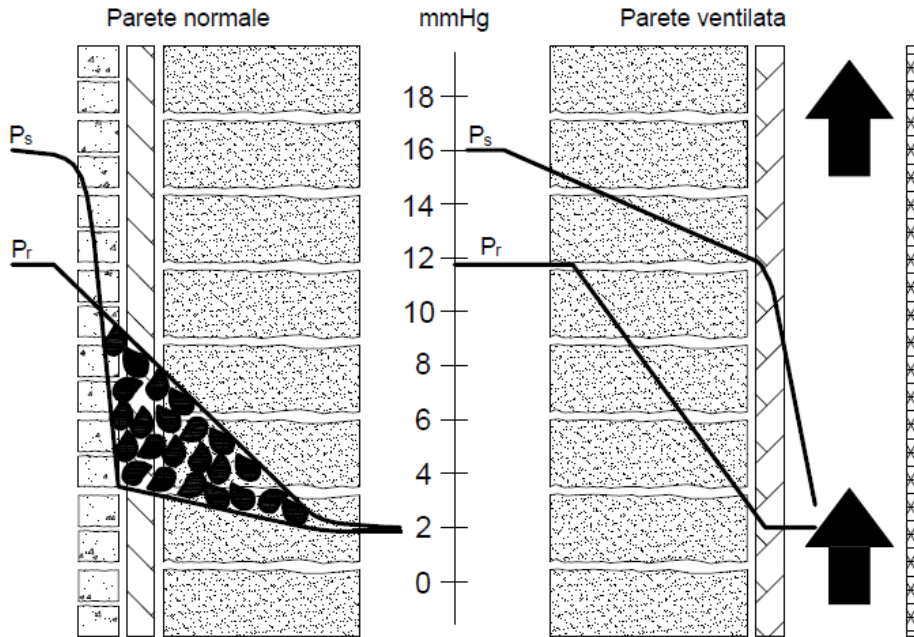 Parete normale
mmHg
Parete ventilata
18
16
14
12
10
8
6
4
2
0
Ps
Pr
Ps
Pr